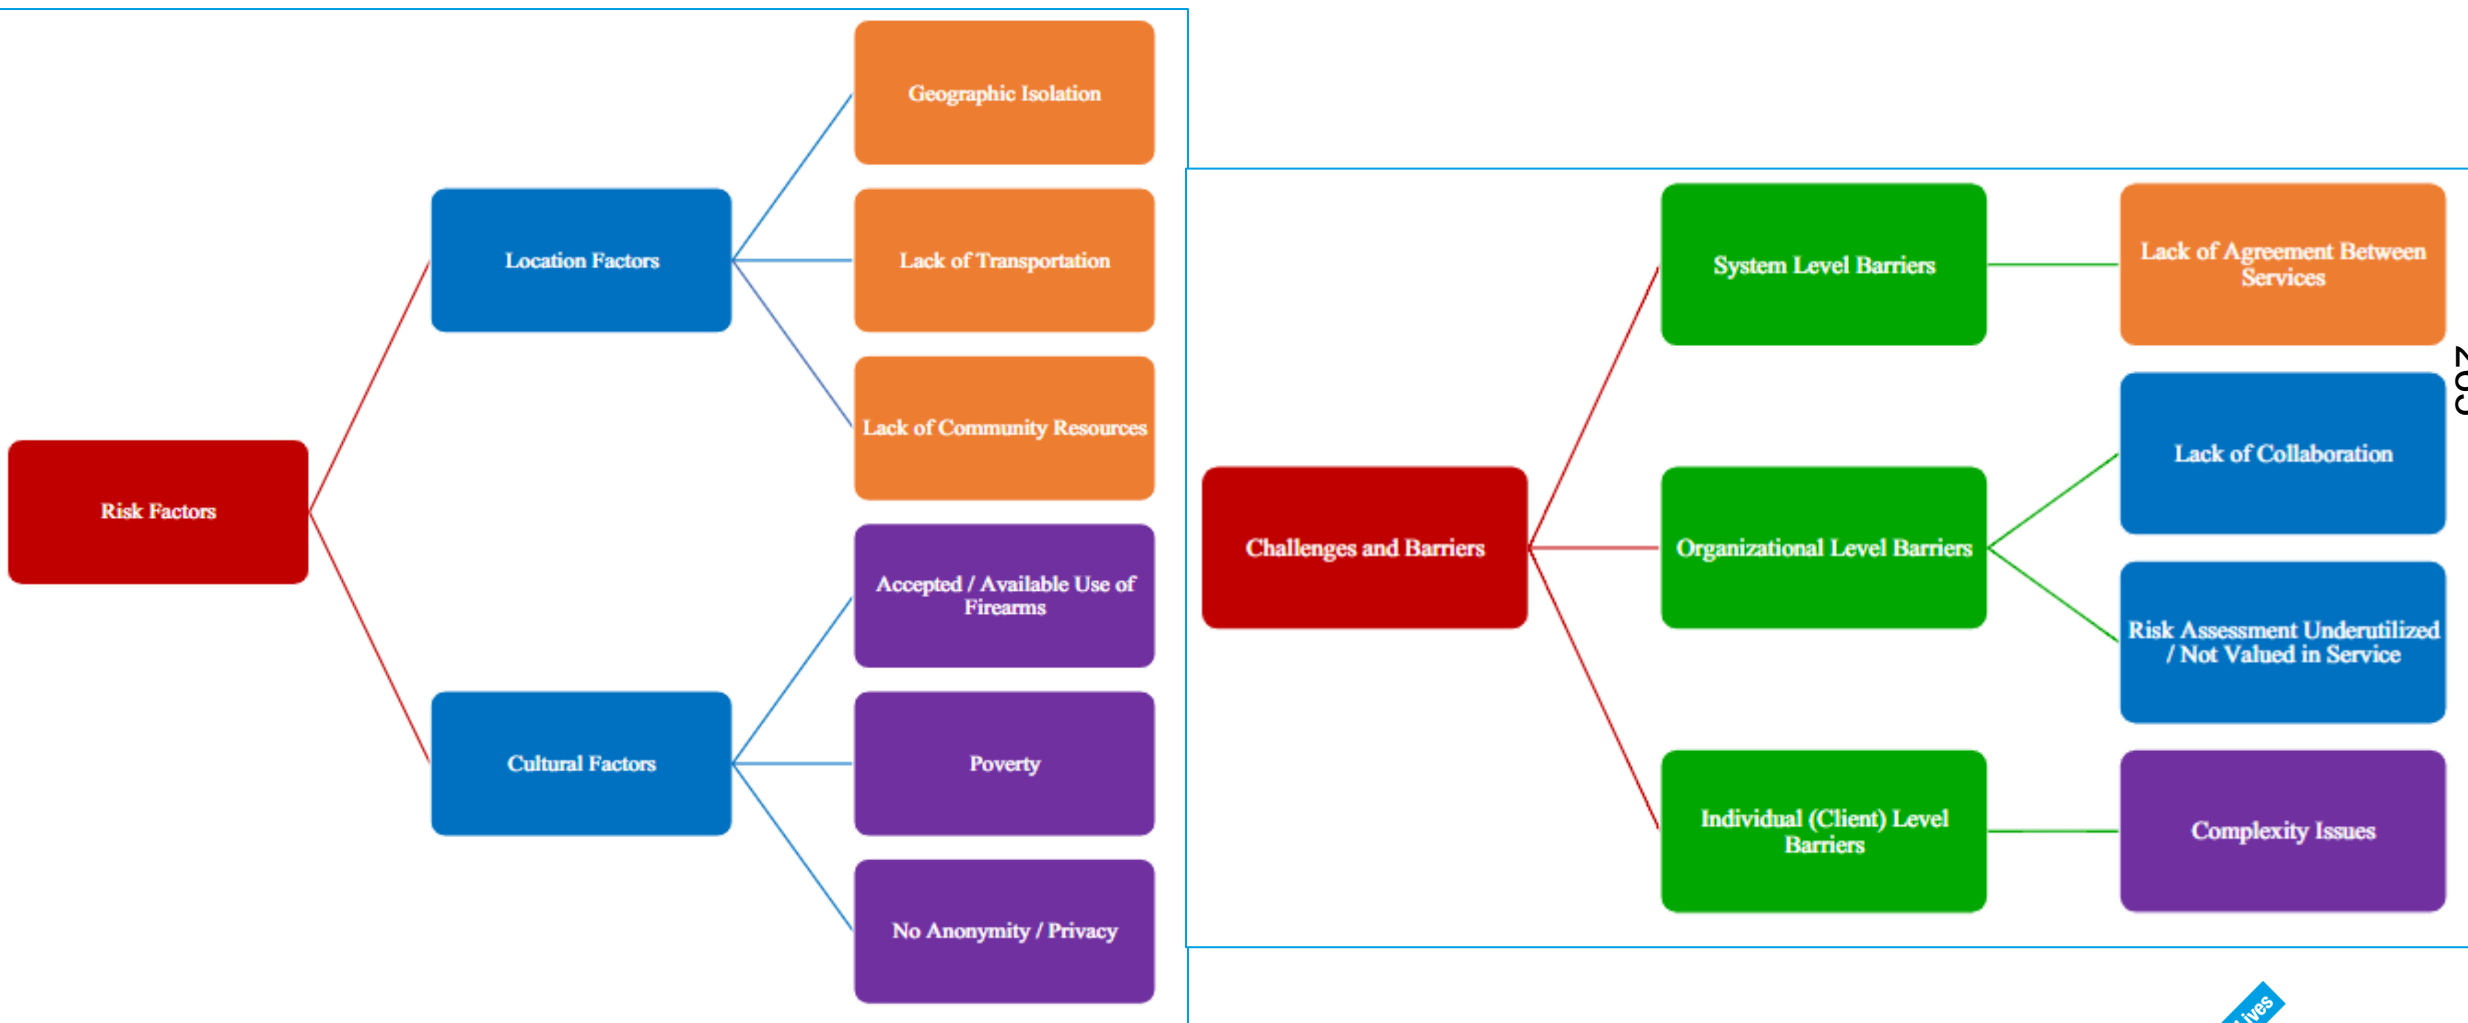 Geographic Isolation
Location Factors
Lack of Transportation
Lack of Community Resources
Risk Factors
Accepted / Available Use of
Firearms
Cultural Factors
Poverty
No Anonymity / Privacy
System Level Barriers
Lack of Agreement Between
Services
Lack of Collaboration
Challenges and Barriers
Organizational Level Barriers
Risk Assessment Underutilized
/ Not Valued in Service
Individual (Client) Level
Barriers
Complexity Issues